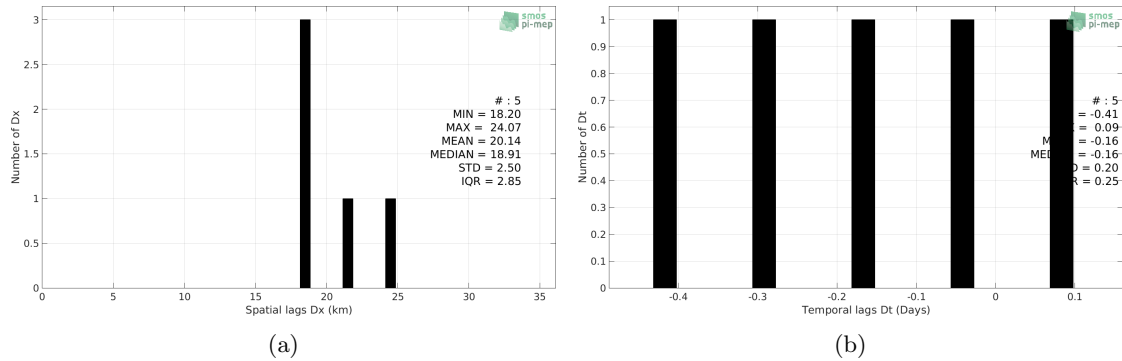 smos
pi-mep
3
2.5
2
1.5
1
0.5
0
Number of Dx
# : 5
MIN = 18.20
MAX = 24.07
MEAN = 20.14
MEDIAN = 18.91
STD = 2.50
IQR = 2.85
0 5 10 15 20 25 30 35
Spatial lags Dx (km)
(a)
smos
pi-mep
1
0.9
0.8
0.7
0.6
0.5
0.4
0.3
0.2
0.1
0
Number of Dt
# : 5
= -0.41
= 0.09
= -0.16
= -0.16
= 0.20
= 0.25
-0.4 -0.3 -0.2 -0.1 0 0.1
Temporal lags Dt (Days)
(b)